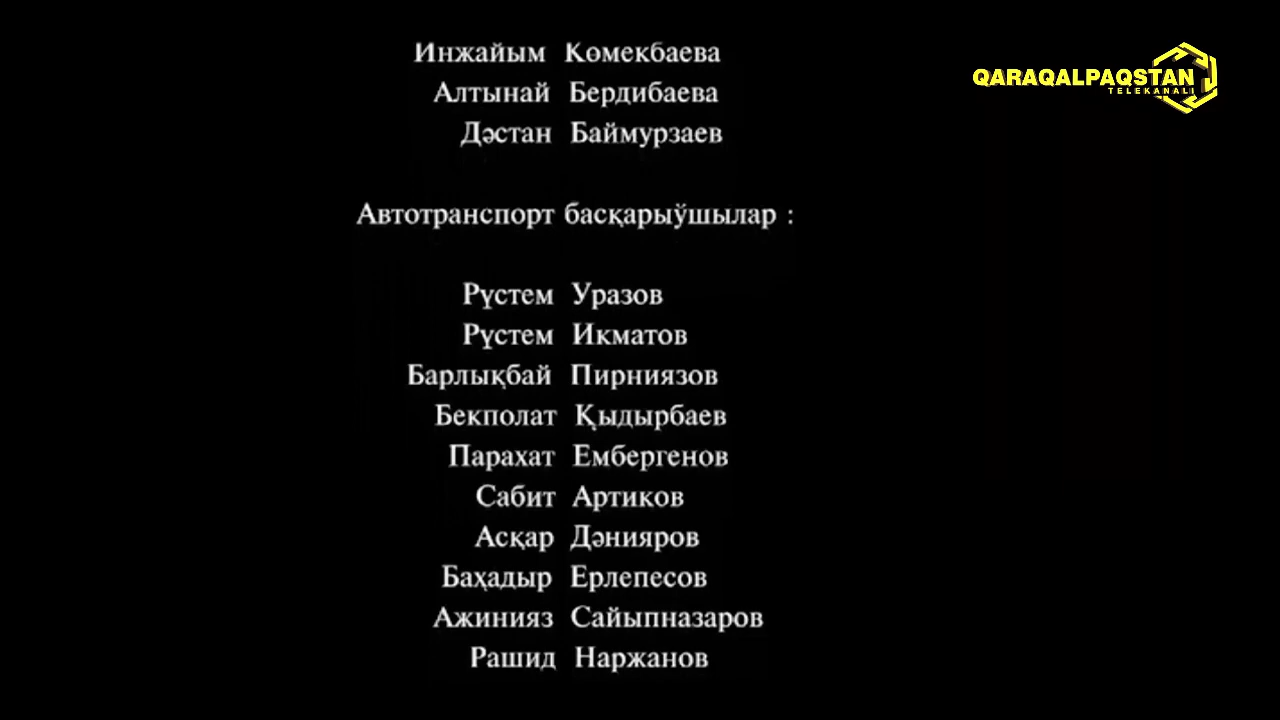 Инжайым Көмекбаева
QARAQALPAQSTAN
TELEKANALI
Алтынай Бердибаева
Дәстан Баймурзаев
Автотранспорт басқарыўшылар :
Рүстем Уразов
Рүстем Икматов
Барлықбай Пирниязов
Бекполат Қыдырбаев
Парахат Ембергенов
Сабит Артиков
Асқар Дәнияров
Баҳадыр Ерлепесов
Ажинияз Сайыпназаров
Рашид Наржанов